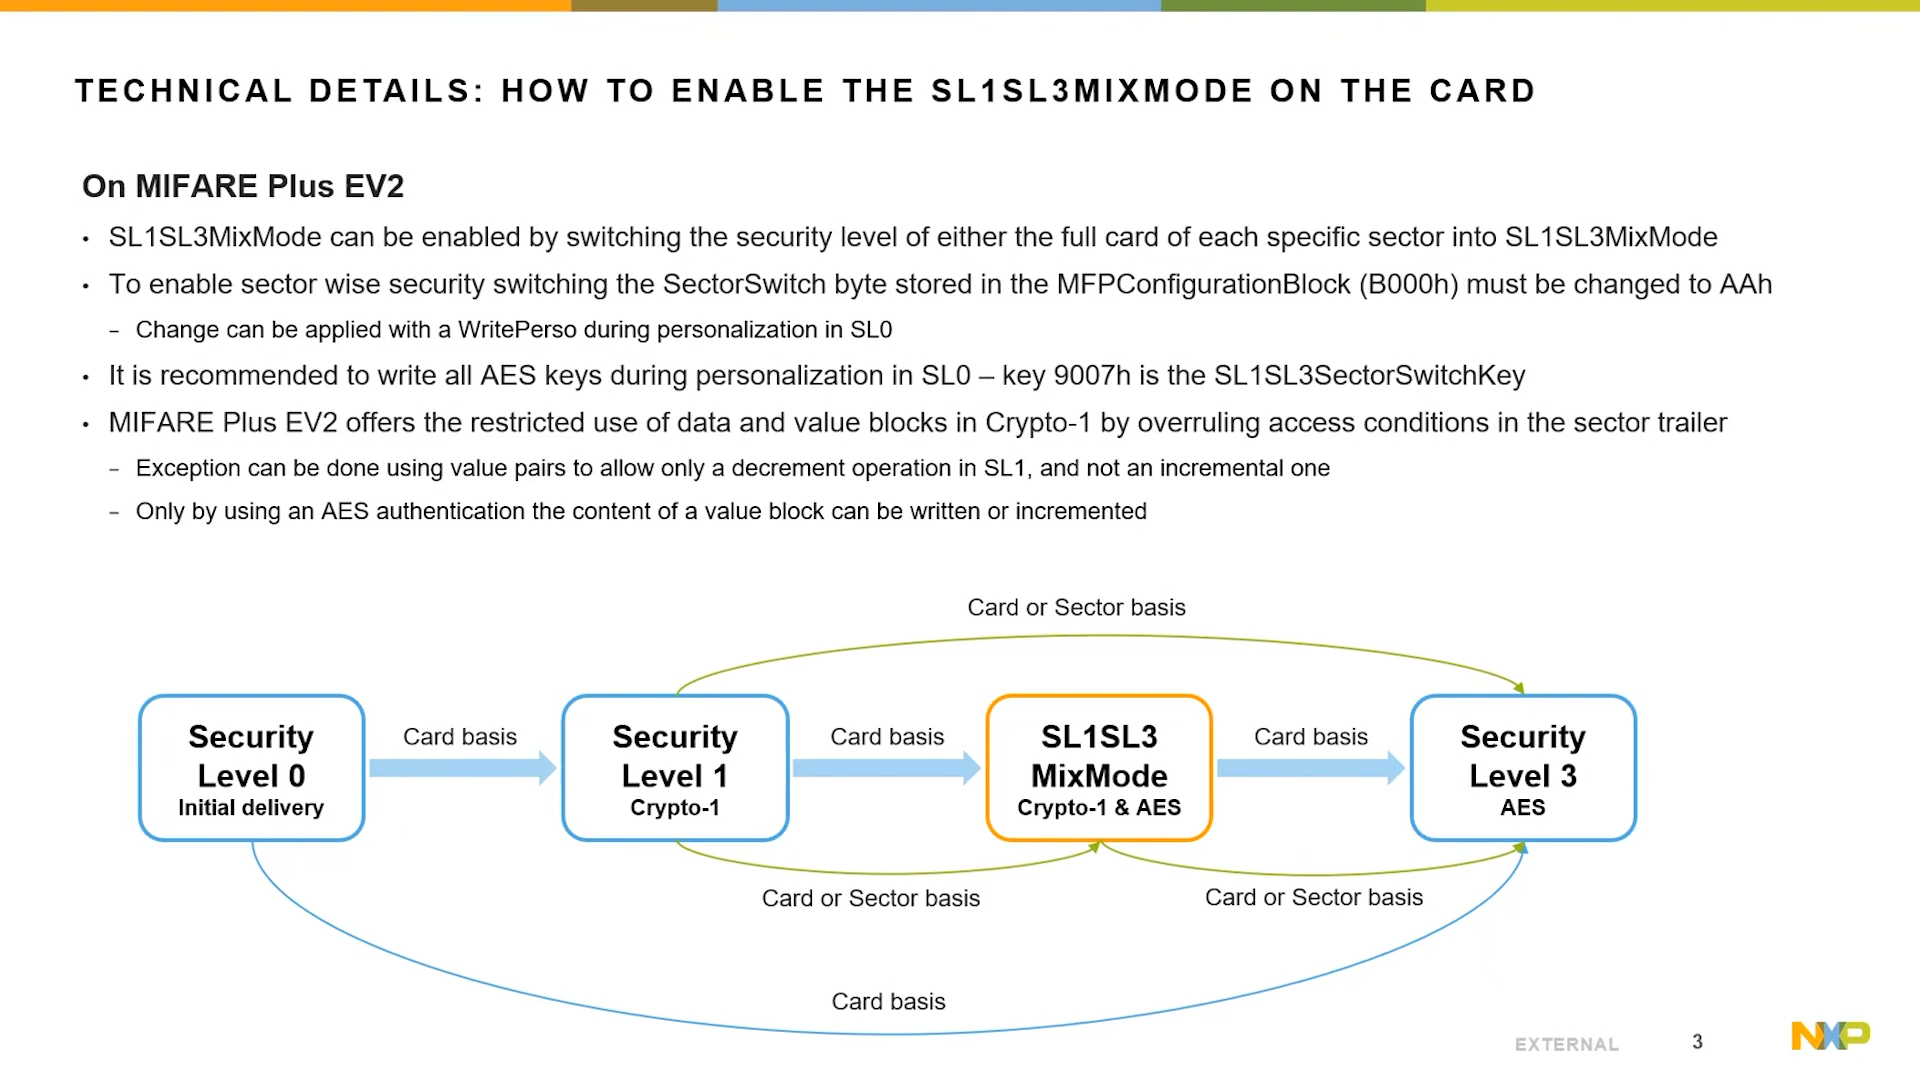 TECHNICAL DETAILS: HOW TO ENABLE THE SL1SL3MIXMODE ON THE CARD
On MIFARE Plus EV2
• SL1SL3MixMode can be enabled by switching the security level of either the full card of each specific sector into SL1SL3MixMode
• To enable sector wise security switching the SectorSwitch byte stored in the MFPConfigurationBlock (B000h) must be changed to AAh
– Change can be applied with a WritePerso during personalization in SL0
• It is recommended to write all AES keys during personalization in SL0 – key 9007h is the SL1SL3SectorSwitchKey
• MIFARE Plus EV2 offers the restricted use of data and value blocks in Crypto-1 by overruling access conditions in the sector trailer
– Exception can be done using value pairs to allow only a decrement operation in SL1, and not an incremental one
– Only by using an AES authentication the content of a value block can be written or incremented
Card or Sector basis
Security
Level 0
Initial delivery
Card basis
Security
Level 1
Crypto-1
Card basis
SL1SL3
MixMode
Crypto-1 & AES
Card basis
Security
Level 3
AES
Card or Sector basis
Card or Sector basis
Card basis
EXTERNAL
3
NXP